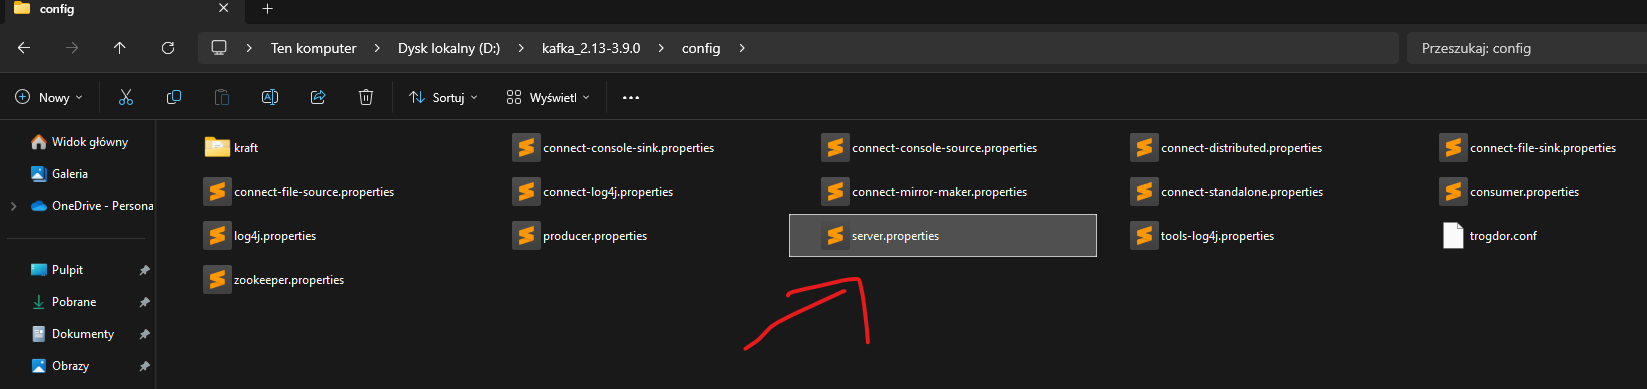 config
Ten komputer > Dysk lokalny (D:) > kafka_2.13-3.9.0 > config >
Przeszukaj: config
Nowy
Sortuj
Wyświetl
Widok główny
Galeria
OneDrive - Persona
Pulpit
Pobrane
Dokumenty
Obrazy
kraft
connect-console-sink.properties
connect-console-source.properties
connect-distributed.properties
connect-file-sink.properties
connect-file-source.properties
connect-log4j.properties
connect-mirror-maker.properties
connect-standalone.properties
consumer.properties
log4j.properties
producer.properties
server.properties
tools-log4j.properties
trogdor.conf
zookeeper.properties